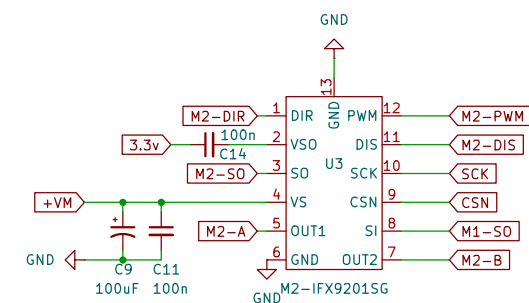 GND
13
GND
M2-DIR 1 DIR PWM 12 M2-PWM
100n
3.3v 2 VSO DIS 11 M2-DIS
C14
U3
M2-SO 3 SO SCK 10 SCK
+VM 4 VS CSN 9 CSN
+
M2-A 5 OUT1 SI 8 M1-SO
GND 6 GND OUT2 7 M2-B
C9 C11
100uF 100n
GND
M2-IFX9201SG